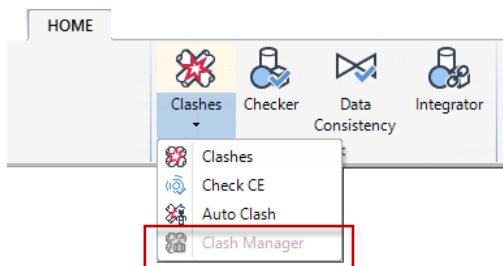 HOME
Clashes
Checker
Data
Consistency
Integrator
Clashes
Check CE
Auto Clash
Clash Manager